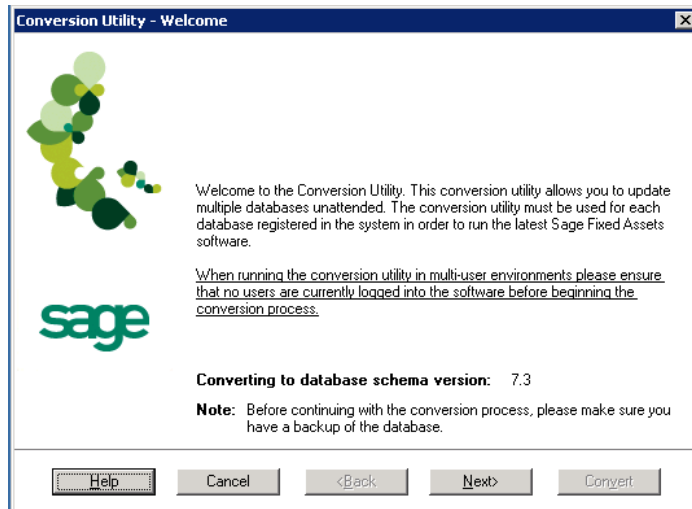 Conversion Utility - Welcome
Welcome to the Conversion Utility. This conversion utility allows you to update
multiple databases unattended. The conversion utility must be used for each
database registered in the system in order to run the latest Sage Fixed Assets
software.
When running the conversion utility in multi-user environments please ensure
that no users are currently logged into the software before beginning the
conversion process.
sage
Converting to database schema version: 7.3
Note: Before continuing with the conversion process, please make sure you
have a backup of the database.
Help Cancel <Back Next> Convert